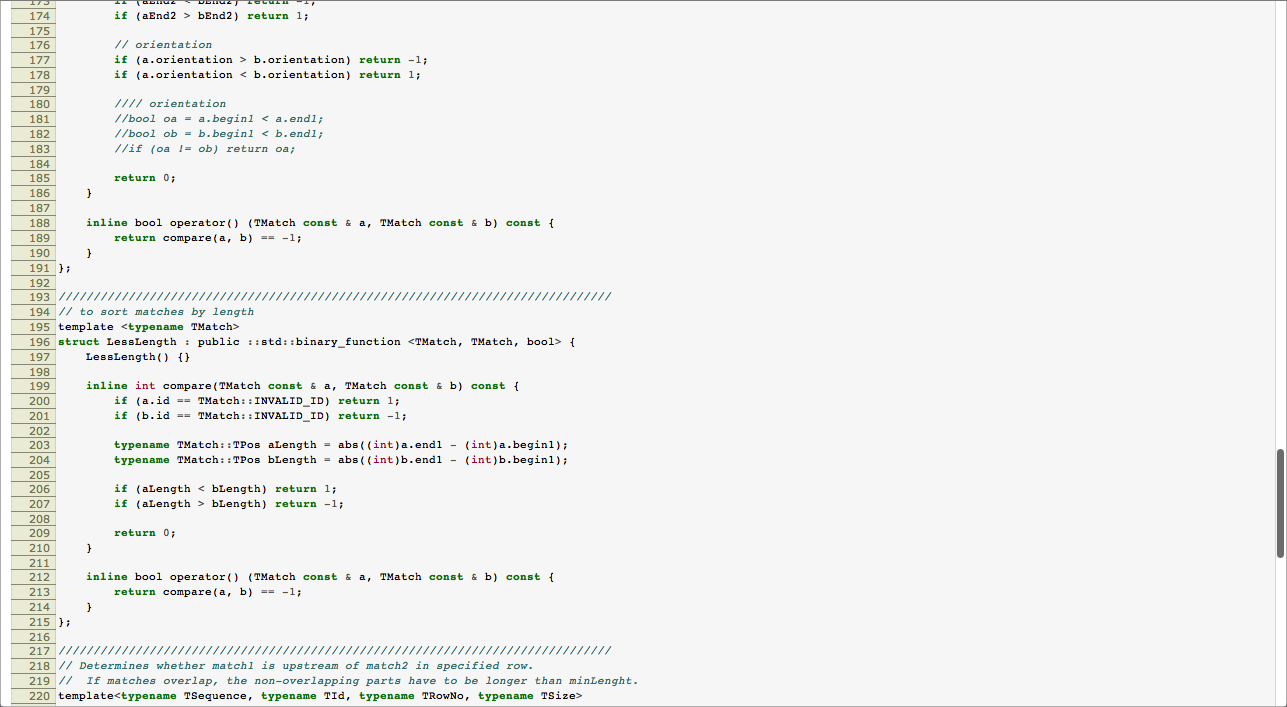 173 if (aEnd2 < bEnd2) return -1;
174 if (aEnd2 > bEnd2) return 1;
175
176 // orientation
177 if (a.orientation > b.orientation) return -1;
178 if (a.orientation < b.orientation) return 1;
179
180 //// orientation
181 //bool oa = a.begin1 < a.end1;
182 //bool ob = b.begin1 < b.end1;
183 //if (oa != ob) return oa;
184
185 return 0;
186 }
187
188 inline bool operator() (TMatch const & a, TMatch const & b) const {
189 return compare(a, b) == -1;
190 }
191 };
192
193 ///////////////////////////////////////////////////////////////////////////////
194 // to sort matches by length
195 template <typename TMatch>
196 struct LessLength : public ::std::binary_function <TMatch, TMatch, bool> {
197 LessLength() {}
198
199 inline int compare(TMatch const & a, TMatch const & b) const {
200 if (a.id == TMatch::INVALID_ID) return 1;
201 if (b.id == TMatch::INVALID_ID) return -1;
202
203 typename TMatch::TPos aLength = abs((int)a.end1 - (int)a.begin1);
204 typename TMatch::TPos bLength = abs((int)b.end1 - (int)b.begin1);
205
206 if (aLength < bLength) return 1;
207 if (aLength > bLength) return -1;
208
209 return 0;
210 }
211
212 inline bool operator() (TMatch const & a, TMatch const & b) const {
213 return compare(a, b) == -1;
214 }
215 };
216
217 ///////////////////////////////////////////////////////////////////////////////
218 // Determines whether match1 is upstream of match2 in specified row.
219 //  If matches overlap, the non-overlapping parts have to be longer than minLenght.
220 template<typename TSequence, typename TId, typename TRowNo, typename TSize>